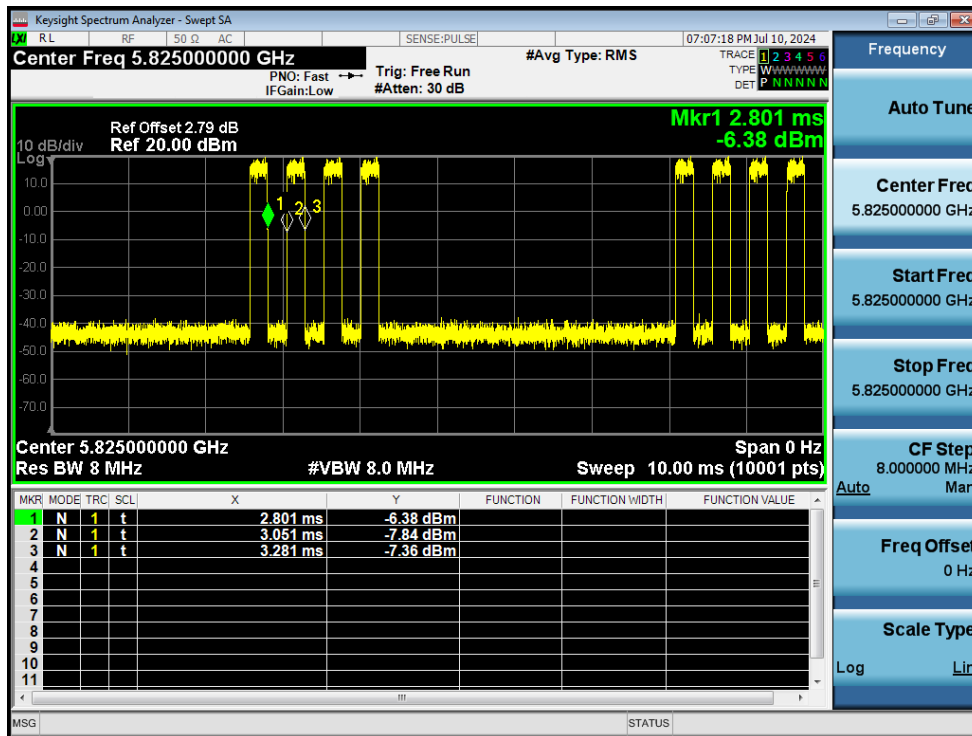 Keysight Spectrum Analyzer - Swept SA
LXI RL RF 50 Ω AC SENSE:PULSE 07:07:18 PM Jul 10, 2024
Center Freq 5.825000000 GHz
PNO: Fast
IFGain:Low
Trig: Free Run
#Atten: 30 dB
#Avg Type: RMS
TRACE 1 2 3 4 5 6
TYPE W W W W W W
DET P N N N N N
Ref Offset 2.79 dB
10 dB/div Ref 20.00 dBm
Log
Mkr1 2.801 ms
-6.38 dBm
10.0
0.00
-10.0
-20.0
-30.0
-40.0
-50.0
-60.0
-70.0
1 2 3
Center 5.825000000 GHz Span 0 Hz
Res BW 8 MHz #VBW 8.0 MHz Sweep 10.00 ms (10001 pts)
MKR MODE TRC SCL X Y FUNCTION FUNCTION WIDTH FUNCTION VALUE
1 N 1 t 2.801 ms -6.38 dBm
2 N 1 t 3.051 ms -7.84 dBm
3 N 1 t 3.281 ms -7.36 dBm
4
5
6
7
8
9
10
11
MSG STATUS
Frequency
Auto Tune
Center Freq
5.825000000 GHz
Start Freq
5.825000000 GHz
Stop Freq
5.825000000 GHz
CF Step
8.000000 MHz
Auto Man
Freq Offset
0 Hz
Scale Type
Log Lin